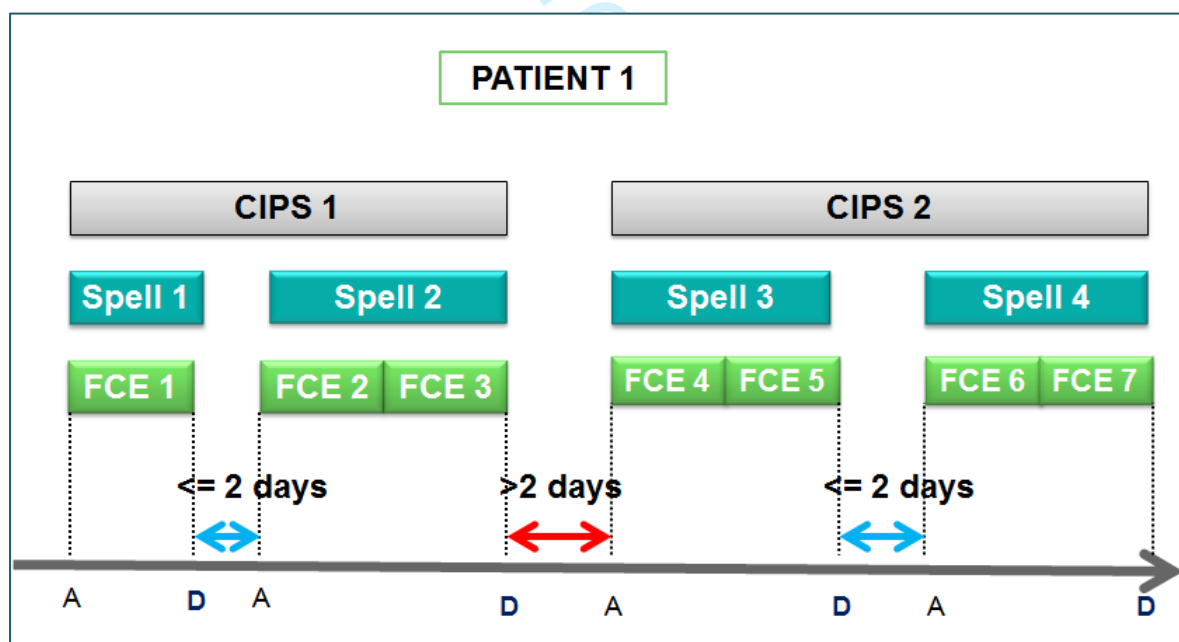 PATIENT 1
CIPS 1 CIPS 2
Spell 1 Spell 2 Spell 3 Spell 4
FCE 1 FCE 2 FCE 3 FCE 4 FCE 5 FCE 6 FCE 7
<= 2 days >2 days <= 2 days
A D A D A D A D